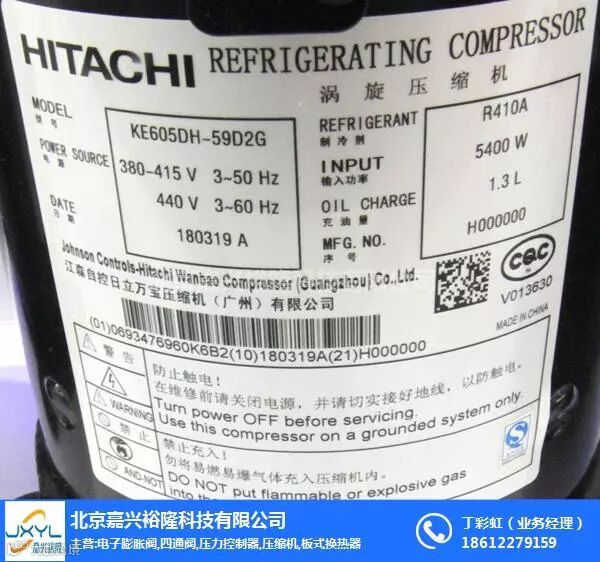 HITACHI REFRIGERATING COMPRESSOR
涡旋压缩机
MODEL
型号
KE605DH-59D2G
POWER SOURCE
电源
380-415 V 3~50 Hz
440 V 3~60 Hz
DATE
日期
180319 A
REFRIGERANT
制冷剂
R410A
INPUT
输入功率
5400 W
OIL CHARGE
充油量
1.3 L
MFG.NO.
序号
H000000
Johnson Controls-Hitachi Wanbao Compressor (Guangzhou) Co., Ltd.
江森自控日立万宝压缩机（广州）有限公司
CQC
V013630
MADE IN CHINA
(01)0693476960K6B2(10)180319A(21)H000000
警告
WARNING
防止触电！
在维修前请关闭电源，并请切实接好地线，以防触电。
Turn power OFF before servicing.
Use this compressor on a grounded system only.
禁止
AND-NOT
禁止充入！
勿将易燃易爆气体充入压缩机内。
DO NOT put flammable or explosive gas
into the
JXYL
嘉兴裕隆
北京嘉兴裕隆科技有限公司
主营:电子膨胀阀,四通阀,压力控制器,压缩机,板式换热器
丁彩虹（业务经理）
18612279159